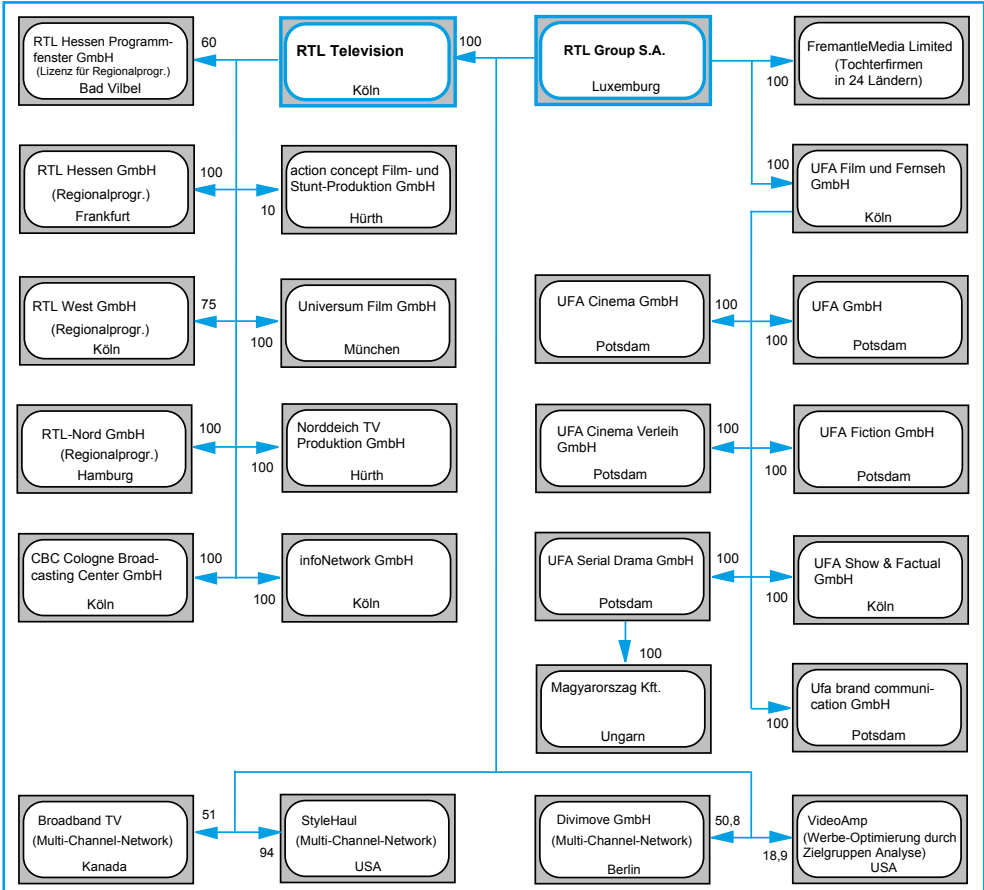 RTL Hessen Programm-
fenster GmbH
(Lizenz für Regionalprogr.)
Bad Vilbel
60
RTL Television
Köln
100
RTL Group S.A.
Luxemburg
100
FremantleMedia Limited
(Tochterfirmen
in 24 Ländern)
RTL Hessen GmbH
(Regionalprogr.)
Frankfurt
100
10
action concept Film- und
Stunt-Produktion GmbH
Hürth
100
UFA Film und Fernseh
GmbH
Köln
RTL West GmbH
(Regionalprogr.)
Köln
75
100
Universum Film GmbH
München
UFA Cinema GmbH
Potsdam
100
100
UFA GmbH
Potsdam
RTL-Nord GmbH
(Regionalprogr.)
Hamburg
100
100
Norddeich TV
Produktion GmbH
Hürth
UFA Cinema Verleih
GmbH
Potsdam
100
100
UFA Fiction GmbH
Potsdam
CBC Cologne Broad-
casting Center GmbH
Köln
100
100
infoNetwork GmbH
Köln
UFA Serial Drama GmbH
Potsdam
100
100
UFA Show & Factual
GmbH
Köln
100
Magyarorszag Kft.
Ungarn
100
Ufa brand communi-
cation GmbH
Potsdam
Broadband TV
(Multi-Channel-Network)
Kanada
51
94
StyleHaul
(Multi-Channel-Network)
USA
Divimove GmbH
(Multi-Channel-Network)
Berlin
50,8
18,9
VideoAmp
(Werbe-Optimierung durch
Zielgruppen Analyse)
USA